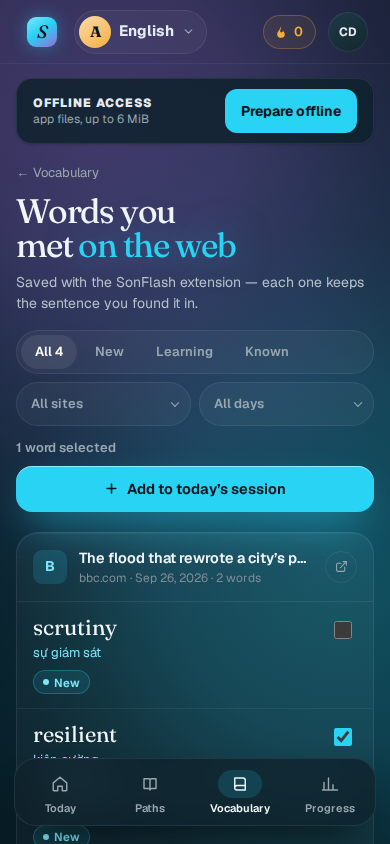 S
A English
0
CD
OFFLINE ACCESS
app files, up to 6 MiB
Prepare offline
← Vocabulary
Words you
met on the web
Saved with the SonFlash extension — each one keeps
the sentence you found it in.
All 4 New Learning Known
All sites
All days
1 word selected
+ Add to today's session
B
The flood that rewrote a city's p...
bbc.com · Sep 26, 2026 · 2 words
scrutiny
sự giám sát
New
resilient
kiên cường
Today
Paths
Vocabulary
Progress
New